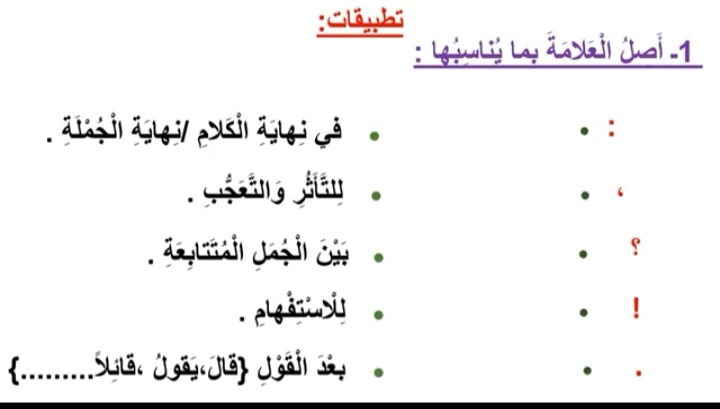 تطبيقات:
1- أَصِلُ الْعَلامَةَ بما يُناسِبُها :
: • • في نِهايَةِ الْكَلامِ /نِهايَةِ الْجُمْلَةِ .
، • • لِلتَّأَثُّرِ وَالتَّعَجُّبِ .
؟ • • بَيْنَ الْجُمَلِ الْمُتَتابِعَةِ .
! • • لِلْاسْتِفْهامِ .
. • • بعْدَ الْقَوْلِ {قالَ،يَقولُ ،قائِلاً.........}